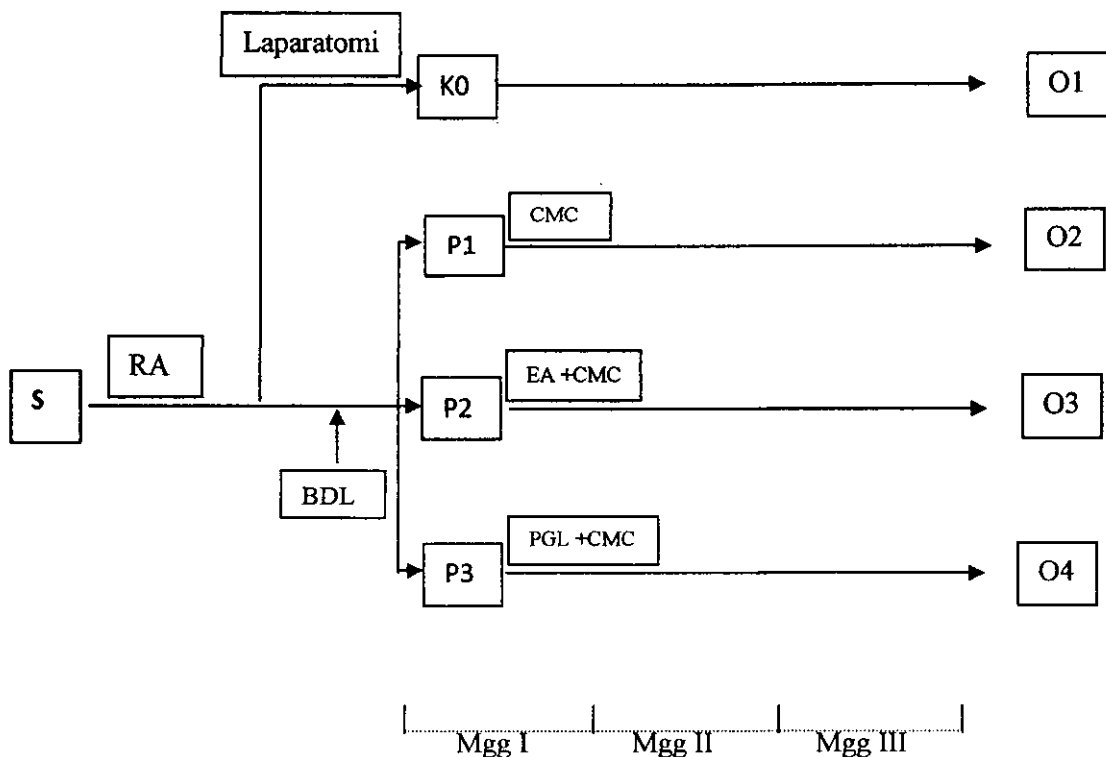 Laparatomi
K0
O1
CMC
P1
O2
RA
S
EA +CMC
P2
O3
BDL
PGL +CMC
P3
O4
Mgg I
Mgg II
Mgg III